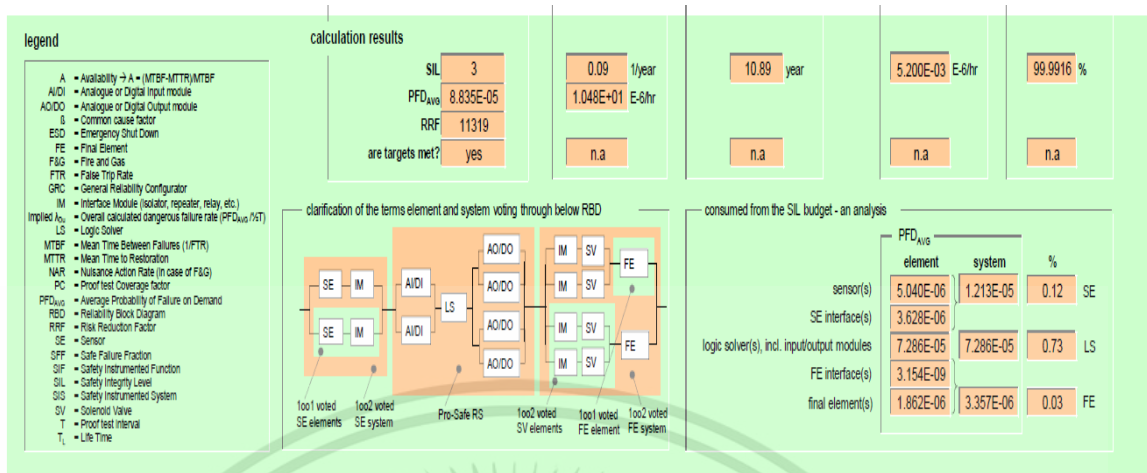 legend
A = Availability → A = (MTBF-MTTR)/MTBF
AI/DI = Analogue or Digital Input module
AO/DO = Analogue or Digital Output module
ß = Common cause factor
ESD = Emergency Shut Down
FE = Final Element
F&G = Fire and Gas
FTR = False Trip Rate
GRC = General Reliability Configurator
IM = Interface Module (isolator, repeater, relay, etc.)
Implied λDu = Overall calculated dangerous failure rate (PFDAVG /½T)
LS = Logic Solver
MTBF = Mean Time Between Failures (1/FTR)
MTTR = Mean Time to Restoration
NAR = Nuisance Action Rate (in case of F&G)
PC = Proof test Coverage factor
PFDAVG = Average Probability of Failure on Demand
RBD = Reliability Block Diagram
RRF = Risk Reduction Factor
SE = Sensor
SFF = Safe Failure Fraction
SIF = Safety Instrumented Function
SIL = Safety Integrity Level
SIS = Safety Instrumented System
SV = Solenoid Valve
T = Proof test interval
TL = Life Time
calculation results
SIL 3 0.09 1/year 10.89 year 5.200E-03 E-6/hr 99.9916 %
PFDAVG 8.835E-05 1.048E+01 E-6/hr
RRF 11319
are targets met? yes n.a n.a n.a n.a
clarification of the terms element and system voting through below RBD
SE IM AI/DI LS AO/DO AO/DO IM SV IM SV FE
SE IM AI/DI AO/DO AO/DO IM SV IM SV FE
1oo1 voted SE elements
1oo2 voted SE system
Pro-Safe RS
1oo2 voted SV elements
1oo1 voted FE element
1oo2 voted FE system
consumed from the SIL budget - an analysis
PFDAVG
element system %
sensor(s) 5.040E-06 1.213E-05 0.12 SE
SE interface(s) 3.628E-06
logic solver(s), incl. input/output modules 7.286E-05 7.286E-05 0.73 LS
FE interface(s) 3.154E-09
final element(s) 1.862E-06 3.357E-06 0.03 FE